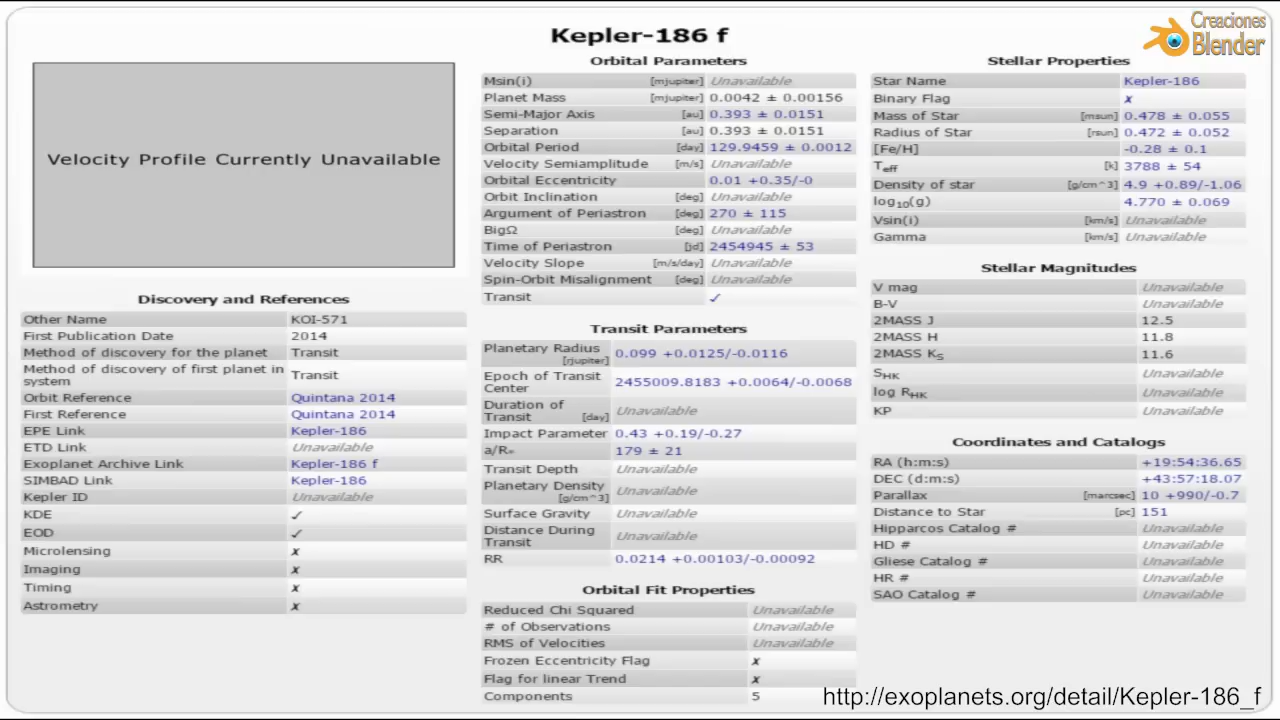 Creaciones
Blender
Kepler-186 f
Velocity Profile Currently Unavailable
Discovery and References
Other Name KOI-571
First Publication Date 2014
Method of discovery for the planet Transit
Method of discovery of first planet in
system Transit
Orbit Reference Quintana 2014
First Reference Quintana 2014
EPE Link Kepler-186
ETD Link Unavailable
Exoplanet Archive Link Kepler-186 f
SIMBAD Link Kepler-186
Kepler ID Unavailable
KDE ✓
EOD ✓
Microlensing x
Imaging x
Timing x
Astrometry x
Orbital Parameters
Msin(i) [mjupiter] Unavailable
Planet Mass [mjupiter] 0.0042 ± 0.00156
Semi-Major Axis [au] 0.393 ± 0.0151
Separation [au] 0.393 ± 0.0151
Orbital Period [day] 129.9459 ± 0.0012
Velocity Semiamplitude [m/s] Unavailable
Orbital Eccentricity 0.01 +0.35/-0
Orbit Inclination [deg] Unavailable
Argument of Periastron [deg] 270 ± 115
BigΩ [deg] Unavailable
Time of Periastron [jd] 2454945 ± 53
Velocity Slope [m/s/day] Unavailable
Spin-Orbit Misalignment [deg] Unavailable
Transit ✓
Transit Parameters
Planetary Radius
[rjupiter] 0.099 +0.0125/-0.0116
Epoch of Transit
Center 2455009.8183 +0.0064/-0.0068
Duration of
Transit [day] Unavailable
Impact Parameter 0.43 +0.19/-0.27
a/R* 179 ± 21
Transit Depth Unavailable
Planetary Density
[g/cm^3] Unavailable
Surface Gravity Unavailable
Distance During
Transit Unavailable
RR 0.0214 +0.00103/-0.00092
Orbital Fit Properties
Reduced Chi Squared Unavailable
# of Observations Unavailable
RMS of Velocities Unavailable
Frozen Eccentricity Flag x
Flag for linear Trend x
Components 5
Stellar Properties
Star Name Kepler-186
Binary Flag x
Mass of Star [msun] 0.478 ± 0.055
Radius of Star [rsun] 0.472 ± 0.052
[Fe/H] -0.28 ± 0.1
Teff [k] 3788 ± 54
Density of star [g/cm^3] 4.9 +0.89/-1.06
log10(g) 4.770 ± 0.069
Vsin(i) [km/s] Unavailable
Gamma [km/s] Unavailable
Stellar Magnitudes
V mag Unavailable
B-V Unavailable
2MASS J 12.5
2MASS H 11.8
2MASS KS 11.6
SHK Unavailable
log RHK Unavailable
KP Unavailable
Coordinates and Catalogs
RA (h:m:s) +19:54:36.65
DEC (d:m:s) +43:57:18.07
Parallax [marcsec] 10 +990/-0.7
Distance to Star [pc] 151
Hipparcos Catalog # Unavailable
HD # Unavailable
Gliese Catalog # Unavailable
HR # Unavailable
SAO Catalog # Unavailable
http://exoplanets.org/detail/Kepler-186_f